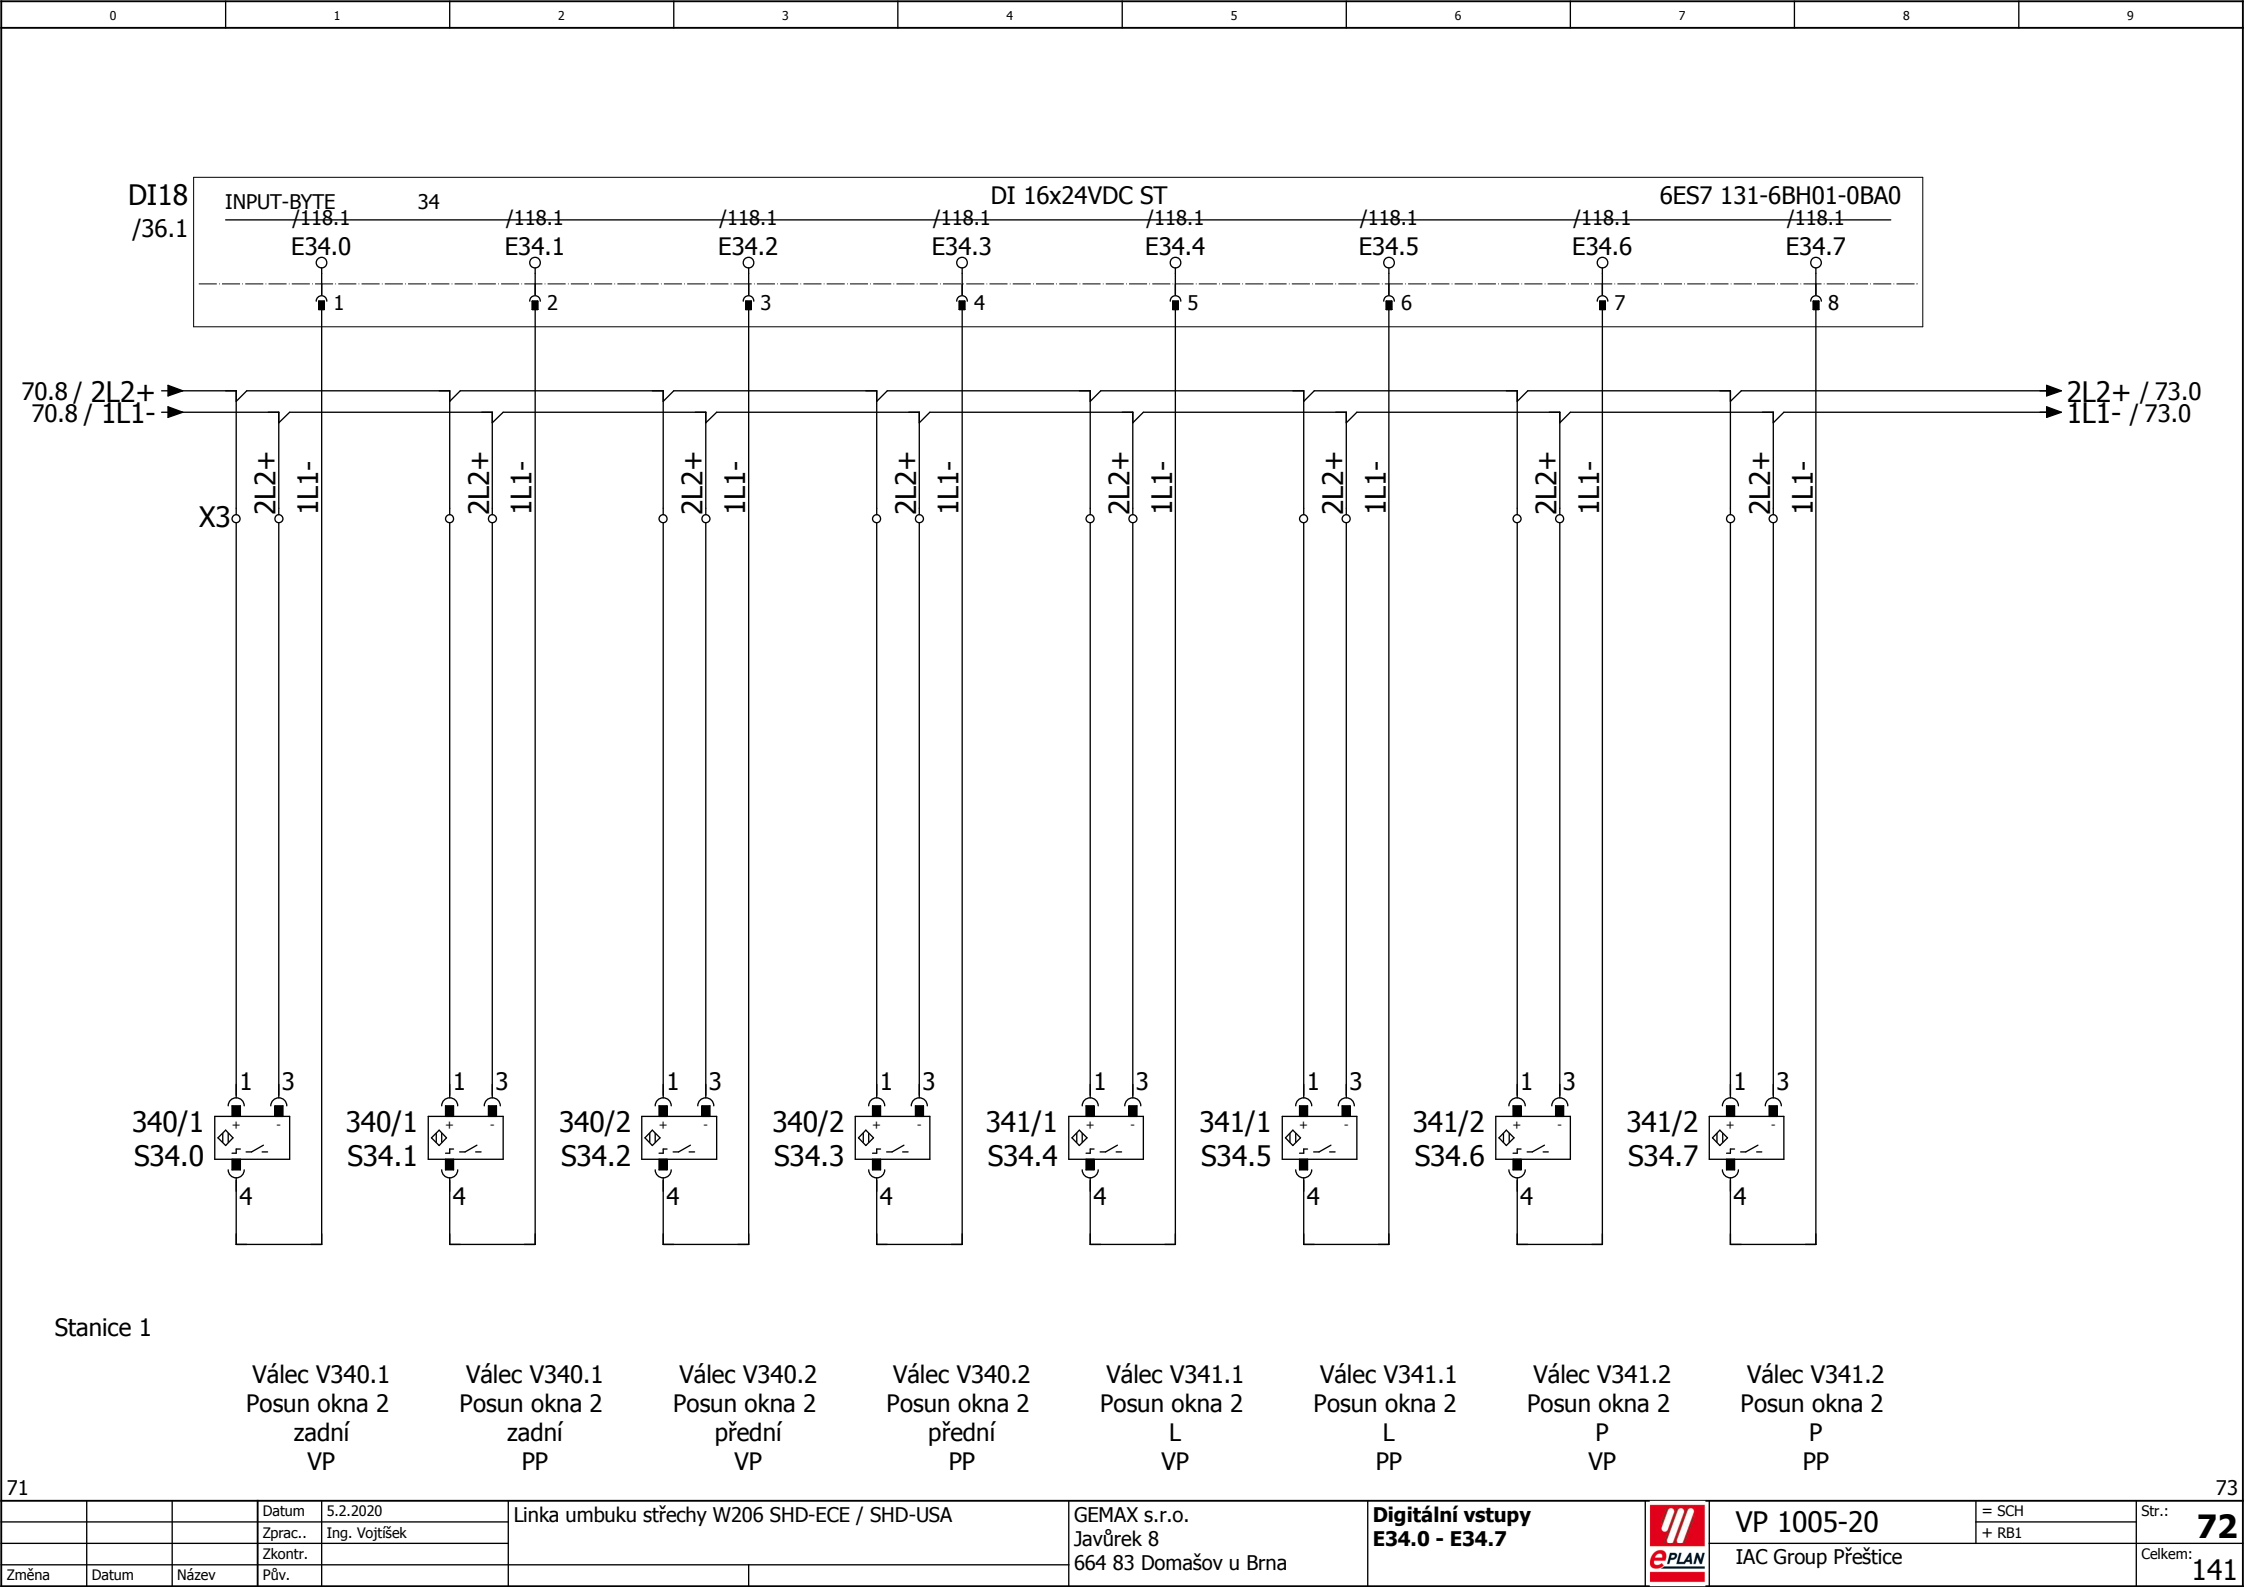 0 1 2 3 4 5 6 7 8 9
DI18 INPUT-BYTE 34 DI 16x24VDC ST 6ES7 131-6BH01-0BA0
/36.1 /118.1 /118.1 /118.1 /118.1 /118.1 /118.1 /118.1 /118.1
E34.0 E34.1 E34.2 E34.3 E34.4 E34.5 E34.6 E34.7
1 2 3 4 5 6 7 8
70.8 / 2L2+ 2L2+ / 73.0
70.8 / 1L1- 1L1- / 73.0
2L2+ 1L1- 2L2+ 1L1- 2L2+ 1L1- 2L2+ 1L1- 2L2+ 1L1- 2L2+ 1L1- 2L2+ 1L1- 2L2+ 1L1-
X3
1 3 1 3 1 3 1 3 1 3 1 3 1 3 1 3
340/1 340/1 340/2 340/2 341/1 341/1 341/2 341/2
+ - + - + - + - + - + - + - + -
S34.0 S34.1 S34.2 S34.3 S34.4 S34.5 S34.6 S34.7
4 4 4 4 4 4 4 4
Stanice 1
Válec V340.1 Válec V340.1 Válec V340.2 Válec V340.2 Válec V341.1 Válec V341.1 Válec V341.2 Válec V341.2
Posun okna 2 Posun okna 2 Posun okna 2 Posun okna 2 Posun okna 2 Posun okna 2 Posun okna 2 Posun okna 2
zadní zadní přední přední L L P P
VP PP VP PP VP PP VP PP
71 73
Datum 5.2.2020
Zprac.. Ing. Vojtíšek
Zkontr.
Změna Datum Název Pův.
Linka umbuku střechy W206 SHD-ECE / SHD-USA
GEMAX s.r.o.
Javůrek 8
664 83 Domašov u Brna
Digitální vstupy
E34.0 - E34.7
ePLAN
VP 1005-20
IAC Group Přeštice
= SCH
+ RB1
Str.: 72
Celkem: 141